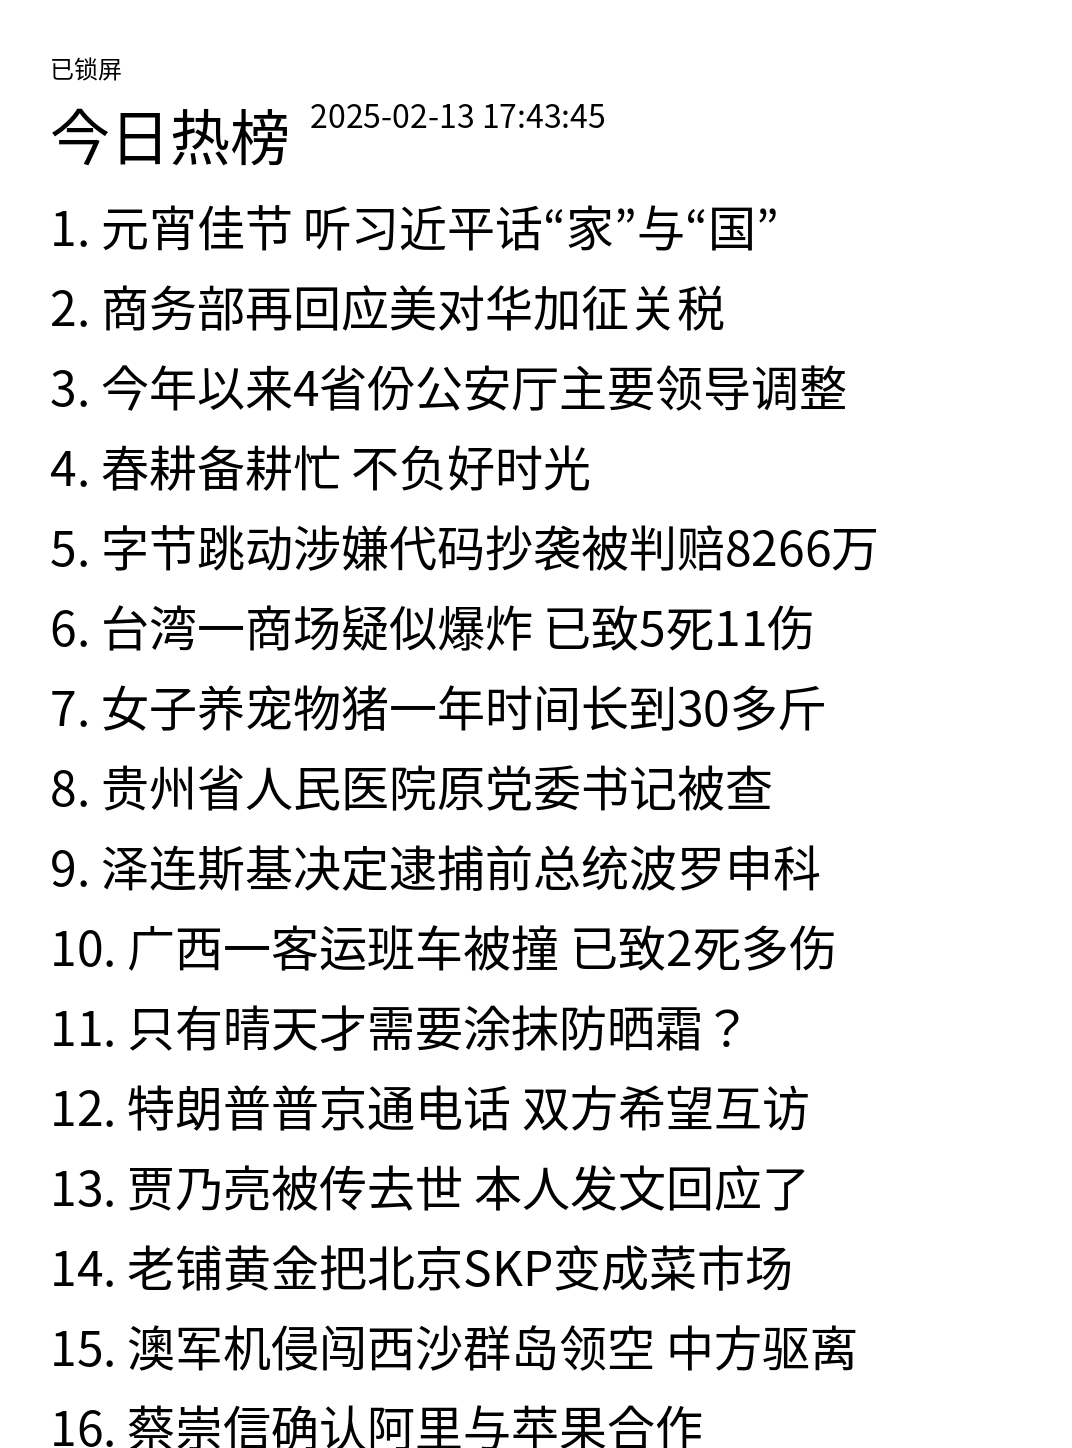 已锁屏
今日热榜 2025-02-13 17:43:45
1. 元宵佳节 听习近平话“家”与“国”
2. 商务部再回应美对华加征关税
3. 今年以来4省份公安厅主要领导调整
4. 春耕备耕忙 不负好时光
5. 字节跳动涉嫌代码抄袭被判赔8266万
6. 台湾一商场疑似爆炸 已致5死11伤
7. 女子养宠物猪一年时间长到30多斤
8. 贵州省人民医院原党委书记被查
9. 泽连斯基决定逮捕前总统波罗申科
10. 广西一客运班车被撞 已致2死多伤
11. 只有晴天才需要涂抹防晒霜？
12. 特朗普普京通电话 双方希望互访
13. 贾乃亮被传去世 本人发文回应了
14. 老铺黄金把北京SKP变成菜市场
15. 澳军机侵闯西沙群岛领空 中方驱离
16. 蔡崇信确认阿里与苹果合作